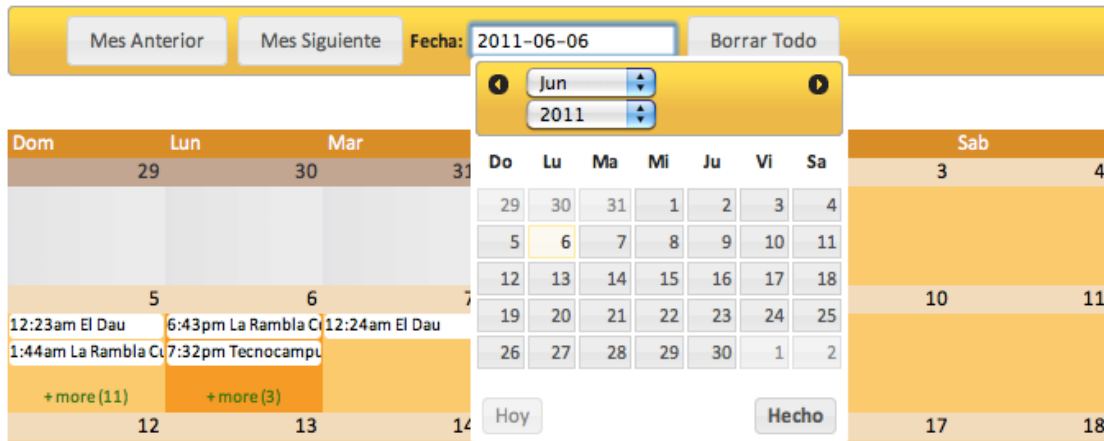 Mes Anterior Mes Siguiente Fecha: 2011-06-06 Borrar Todo
Jun
2011
Do Lu Ma Mi Ju Vi Sa
29 30 31 1 2 3 4
5 6 7 8 9 10 11
12 13 14 15 16 17 18
19 20 21 22 23 24 25
26 27 28 29 30 1 2
Hoy Hecho
Dom Lun Mar Sab
29 30 31 3 4
5 6 7 10 11
12:23am El Dau 6:43pm La Rambla 12:24am El Dau
1:44am La Rambla 7:32pm Tecnocampu
+more (11) +more (3)
12 13 14 17 18